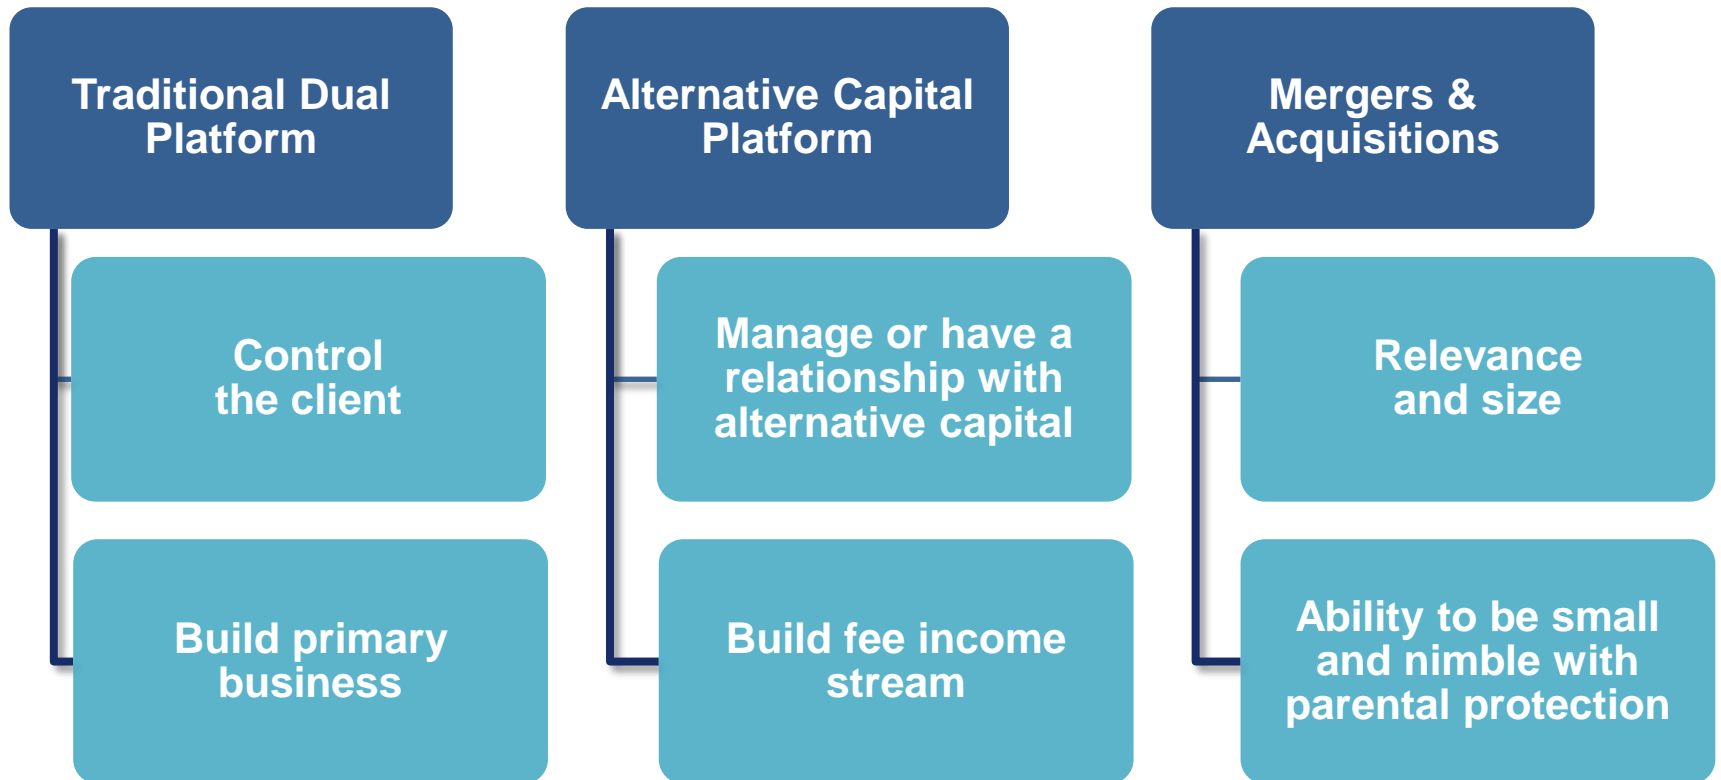 Traditional Dual
Platform
Control
the client
Build primary
business
Alternative Capital
Platform
Manage or have a
relationship with
alternative capital
Build fee income
stream
Mergers &
Acquisitions
Relevance
and size
Ability to be small
and nimble with
parental protection